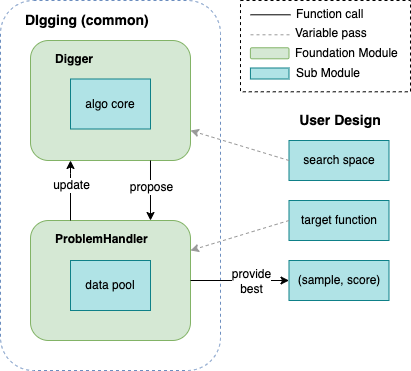 DIgging (common)
Function call
Variable pass
Foundation Module
Sub Module
Digger
algo core
User Design
search space
update
propose
target function
ProblemHandler
data pool
provide
best
(sample, score)